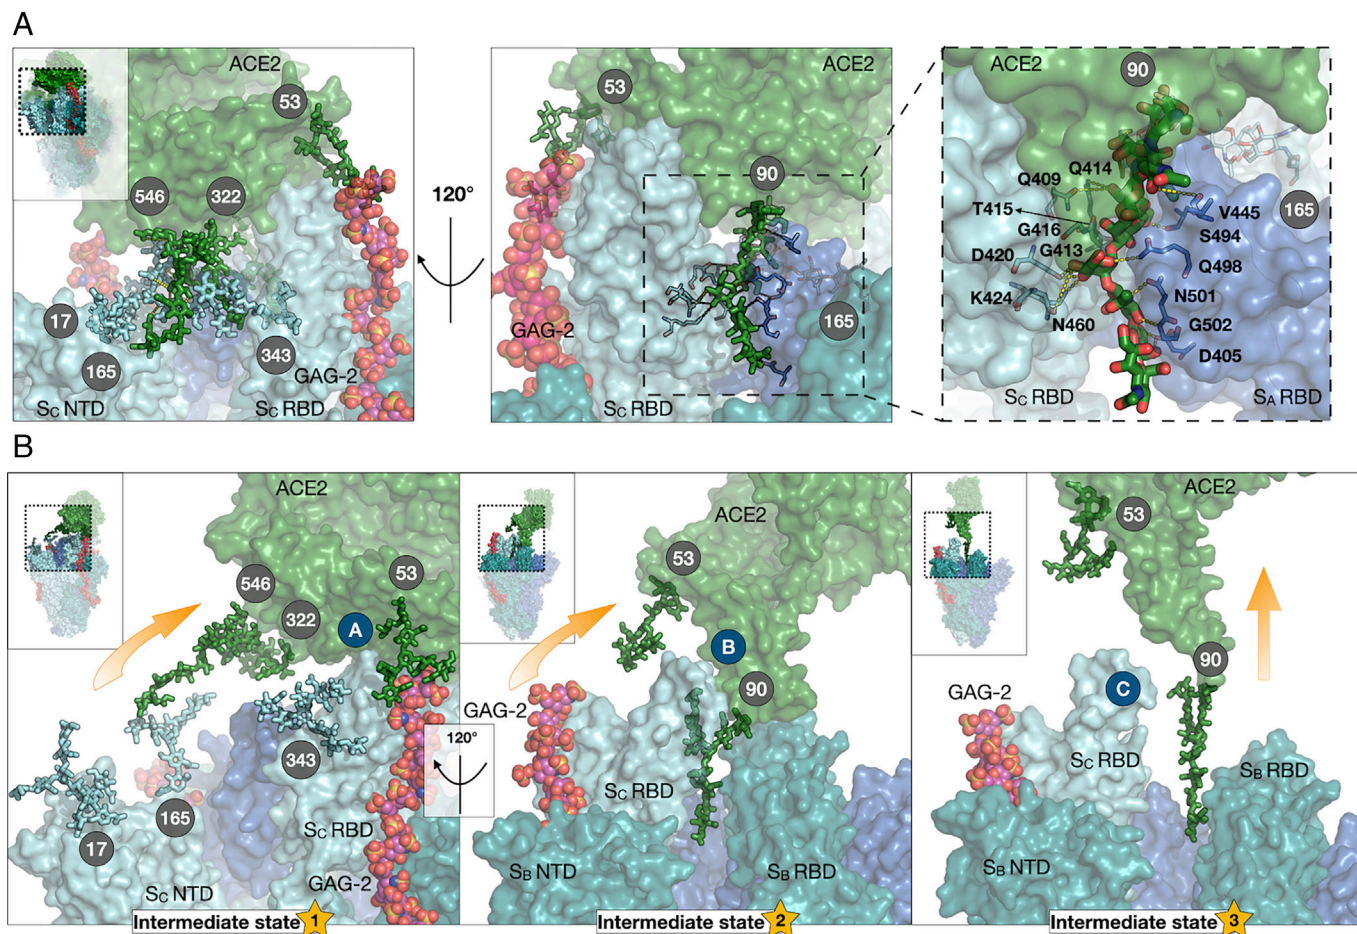 A
ACE2
53
546
322
17
165
343
GAG-2
SC NTD
SC RBD
120°
53
ACE2
90
GAG-2
165
SC RBD
ACE2
90
Q414
Q409
T415
G416
G413
D420
K424
N460
V445
165
S494
Q498
N501
G502
D405
SC RBD
SA RBD
B
ACE2
546
53
322
A
343
165
17
SC RBD
SC NTD
GAG-2
Intermediate state 1
120°
ACE2
53
B
90
GAG-2
SC RBD
SB NTD
SB RBD
Intermediate state 2
ACE2
53
90
GAG-2
C
SC RBD
SB RBD
SB NTD
Intermediate state 3